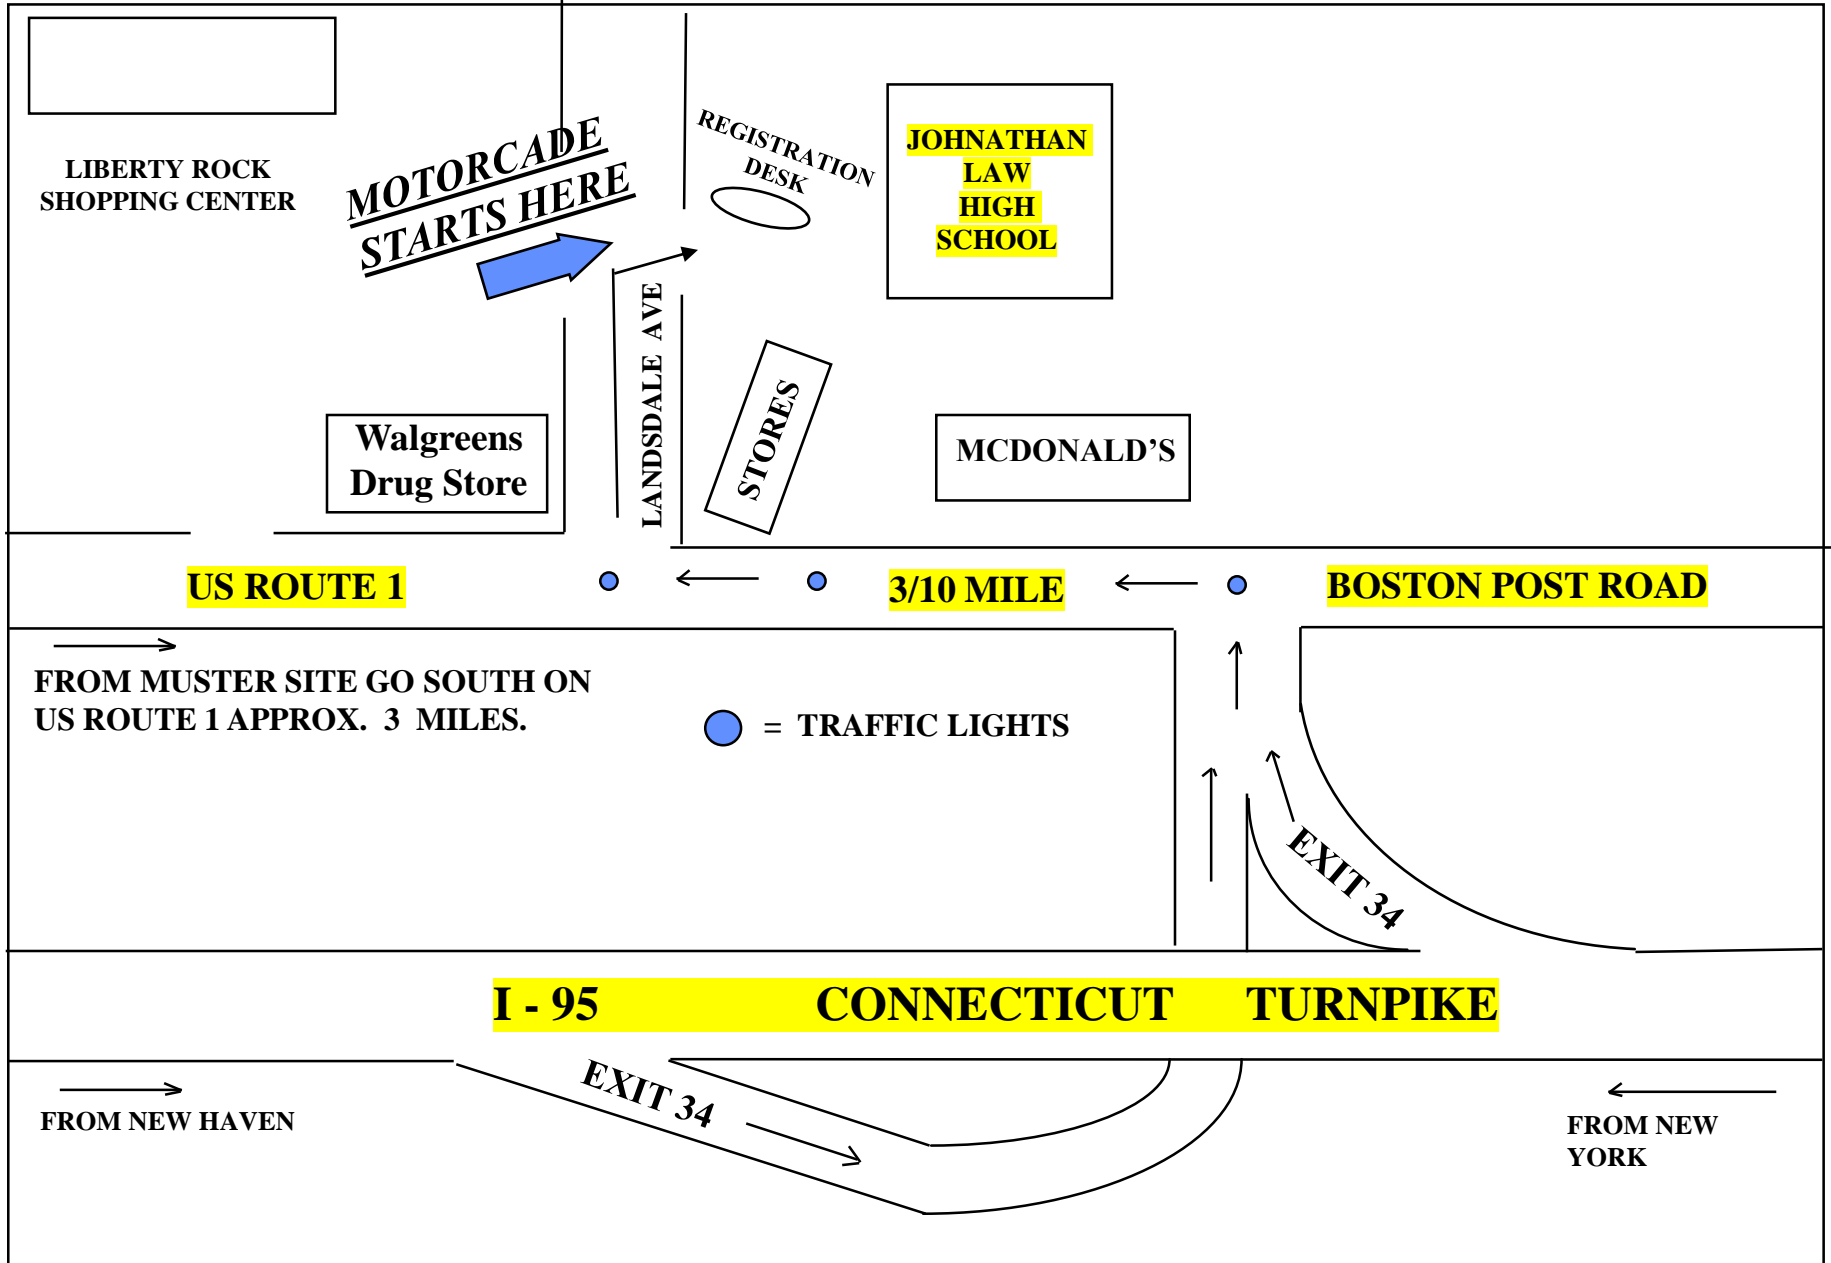 LIBERTY ROCK
SHOPPING CENTER
MOTORCADE
STARTS HERE
REGISTRATION
DESK
JOHNATHAN
LAW
HIGH
SCHOOL
LANDSDALE AVE
Walgreens
Drug Store
STORES
MCDONALD'S
US ROUTE 1
3/10 MILE
BOSTON POST ROAD
FROM MUSTER SITE GO SOUTH ON
US ROUTE 1 APPROX. 3 MILES.
= TRAFFIC LIGHTS
EXIT 34
I - 95 CONNECTICUT TURNPIKE
EXIT 34
FROM NEW HAVEN
FROM NEW
YORK